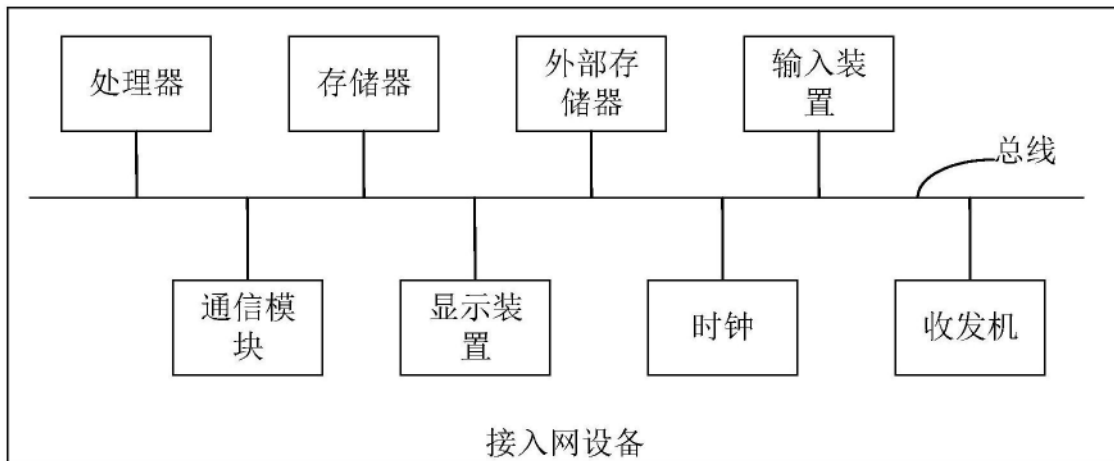 处理器
存储器
外部存
储器
输入装
置
总线
通信模
块
显示装
置
时钟
收发机
接入网设备